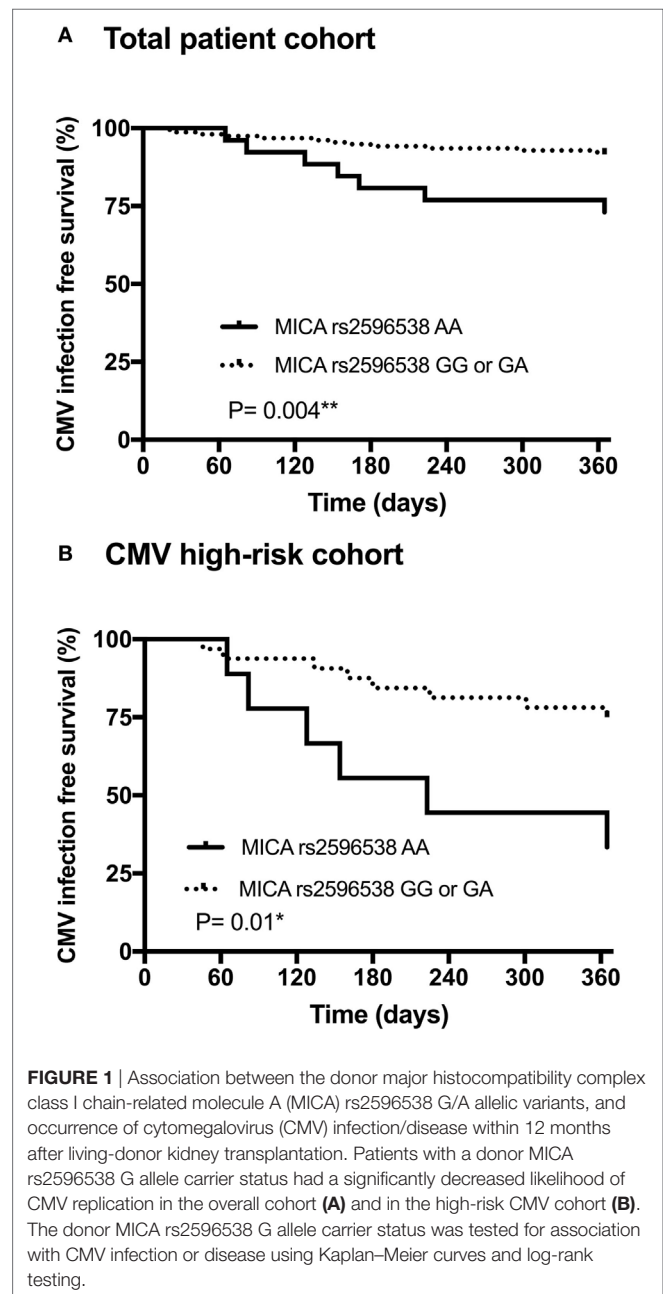 A Total patient cohort
CMV infection free survival (%)
100
75
50
25
0
MICA rs2596538 AA
MICA rs2596538 GG or GA
P= 0.004**
0 60 120 180 240 300 360
Time (days)
B CMV high-risk cohort
CMV infection free survival (%)
100
75
50
25
0
MICA rs2596538 AA
MICA rs2596538 GG or GA
P= 0.01*
0 60 120 180 240 300 360
Time (days)
FIGURE 1 | Association between the donor major histocompatibility complex
class I chain-related molecule A (MICA) rs2596538 G/A allelic variants, and
occurrence of cytomegalovirus (CMV) infection/disease within 12 months
after living-donor kidney transplantation. Patients with a donor MICA
rs2596538 G allele carrier status had a significantly decreased likelihood of
CMV replication in the overall cohort (A) and in the high-risk CMV cohort (B).
The donor MICA rs2596538 G allele carrier status was tested for association
with CMV infection or disease using Kaplan–Meier curves and log-rank
testing.